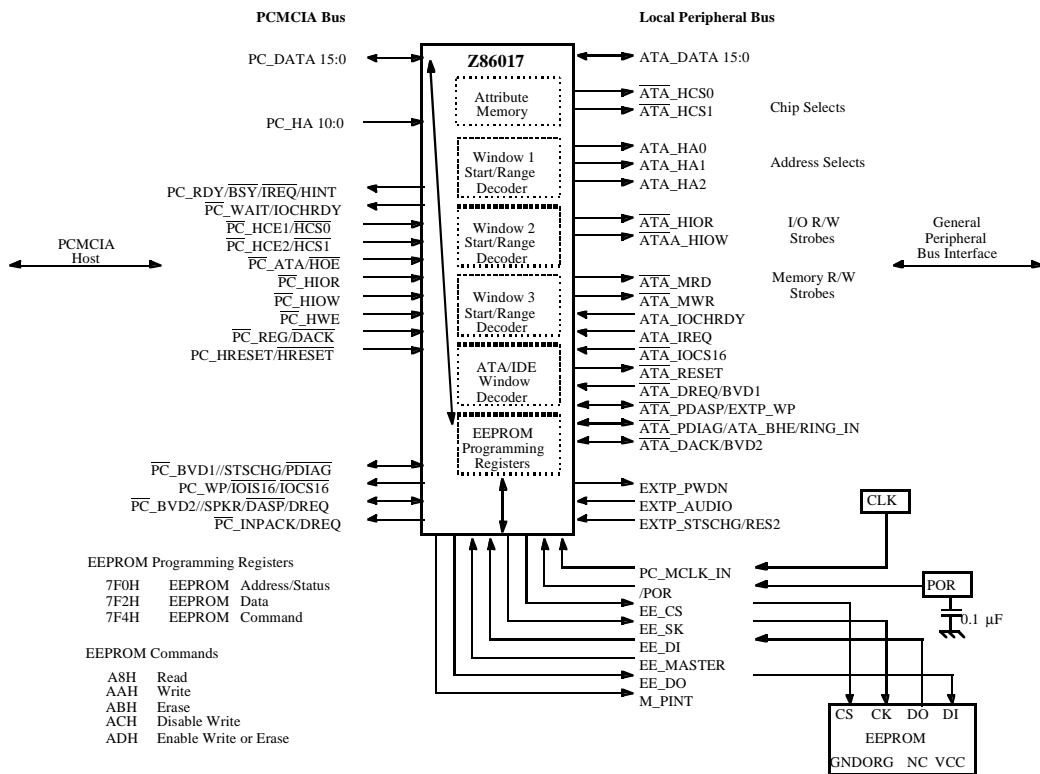 PCMCIA Bus
Local Peripheral Bus
Z86017
PC_DATA 15:0
PC_HA 10:0
PC_RDY/BSY/IREQ/HINT
PC_WAIT/IOCHRDY
PC_HCE1/HCS0
PC_HCE2/HCS1
PC_ATA/HOE
PC_HIOR
PC_HIOW
PC_HWE
PC_REG/DACK
PC_HRESET/HRESET
PCMCIA
Host
PC_BVD1//STSCHG/PDIAG
PC_WP/IOIS16/IOCS16
PC_BVD2//SPKR/DASP/DREQ
PC_INPACK/DREQ
Attribute
Memory
Window 1
Start/Range
Decoder
Window 2
Start/Range
Decoder
Window 3
Start/Range
Decoder
ATA/IDE
Window
Decoder
EEPROM
Programming
Registers
ATA_DATA 15:0
ATA_HCS0
ATA_HCS1
Chip Selects
ATA_HA0
ATA_HA1
ATA_HA2
Address Selects
ATA_HIOR
ATAA_HIOW
I/O R/W
Strobes
ATA_MRD
ATA_MWR
Memory R/W
Strobes
ATA_IOCHRDY
ATA_IREQ
ATA_IOCS16
ATA_RESET
ATA_DREQ/BVD1
ATA_PDASP/EXTP_WP
ATA_PDIAG/ATA_BHE/RING_IN
ATA_DACK/BVD2
General
Peripheral
Bus Interface
EXTP_PWDN
EXTP_AUDIO
EXTP_STSCHG/RES2
CLK
PC_MCLK_IN
/POR
EE_CS
EE_SK
EE_DI
EE_MASTER
EE_DO
M_PINT
POR
0.1 µF
CS CK DO DI
EEPROM
GNDORG NC VCC
EEPROM Programming Registers
7F0H EEPROM Address/Status
7F2H EEPROM Data
7F4H EEPROM Command
EEPROM Commands
A8H Read
AAH Write
ABH Erase
ACH Disable Write
ADH Enable Write or Erase